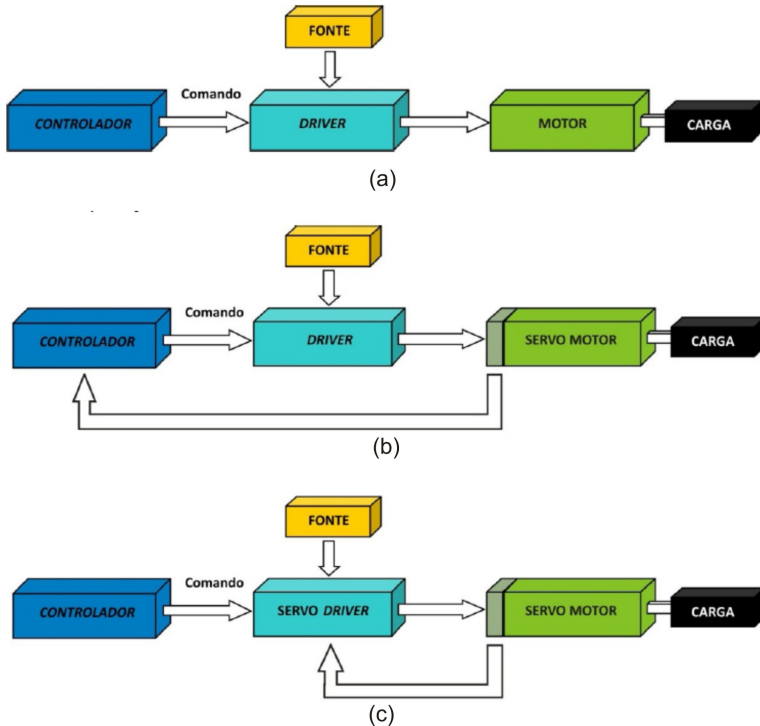 FONTE
Comando
CONTROLADOR
DRIVER
MOTOR
CARGA
(a)
FONTE
Comando
CONTROLADOR
DRIVER
SERVO MOTOR
CARGA
(b)
FONTE
Comando
CONTROLADOR
SERVO DRIVER
SERVO MOTOR
CARGA
(c)